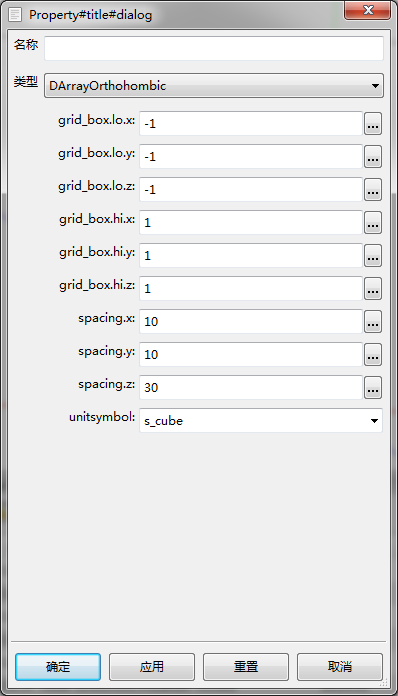 Property#title#dialog
名称
类型 DArrayOrthohombic
grid_box.lo.x: -1 ...
grid_box.lo.y: -1 ...
grid_box.lo.z: -1 ...
grid_box.hi.x: 1 ...
grid_box.hi.y: 1 ...
grid_box.hi.z: 1 ...
spacing.x: 10 ...
spacing.y: 10 ...
spacing.z: 30 ...
unitsymbol: s_cube
确定 应用 重置 取消